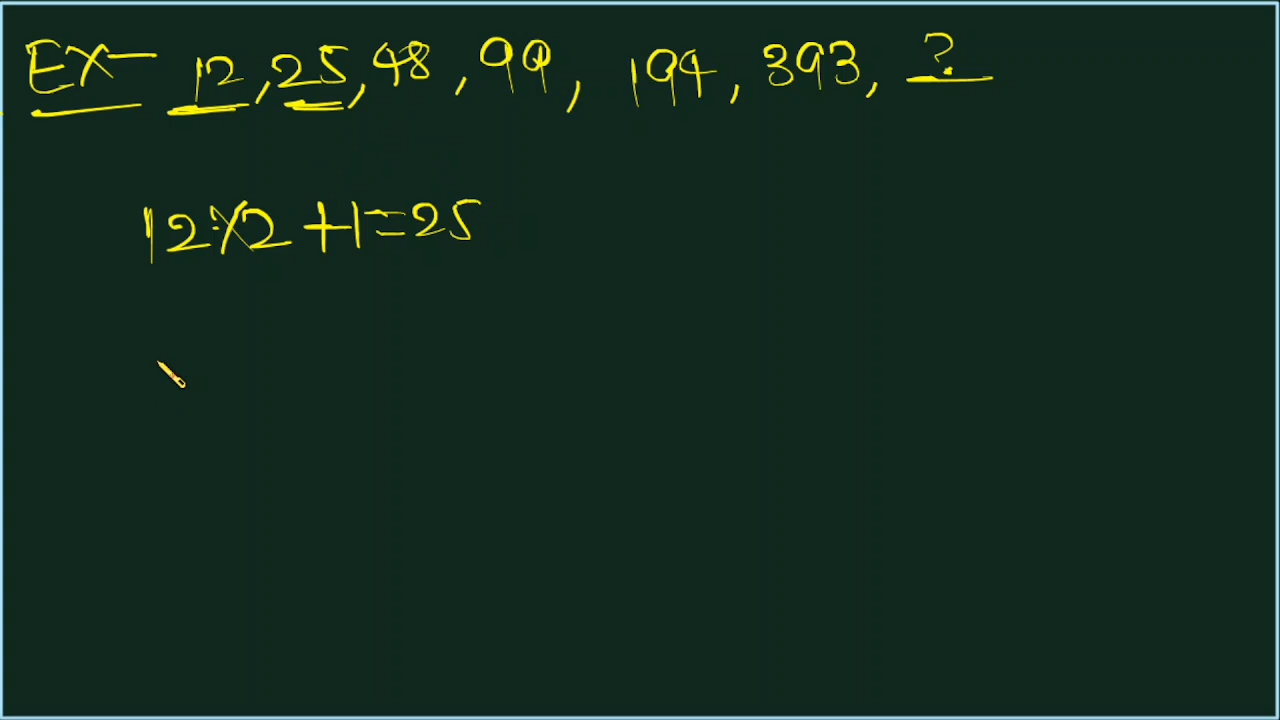 EX- 12, 25, 48, 99, 194, 393, ?
12×2+1=25